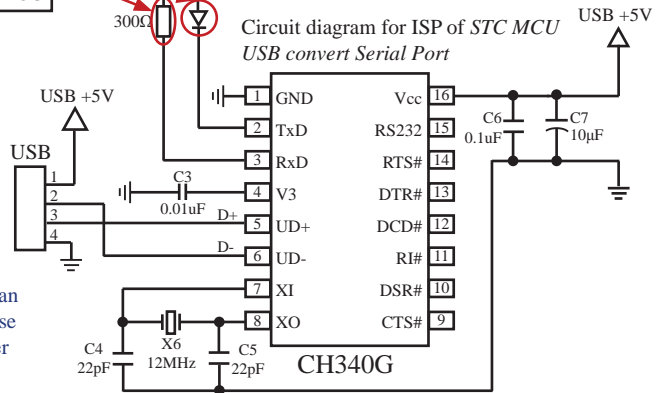 300Ω
Circuit diagram for ISP of STC MCU
USB convert Serial Port
USB +5V
USB +5V
USB
1
2
3
4
1 GND
2 TxD
3 RxD
4 V3
5 UD+
6 UD-
7 XI
8 XO
Vcc 16
RS232 15
RTS# 14
DTR# 13
DCD# 12
RI# 11
DSR# 10
CTS# 9
C3
0.01uF
D+
D-
C6
0.1uF
C7
10µF
an
se
er
C4
22pF
X6
12MHz
C5
22pF
CH340G